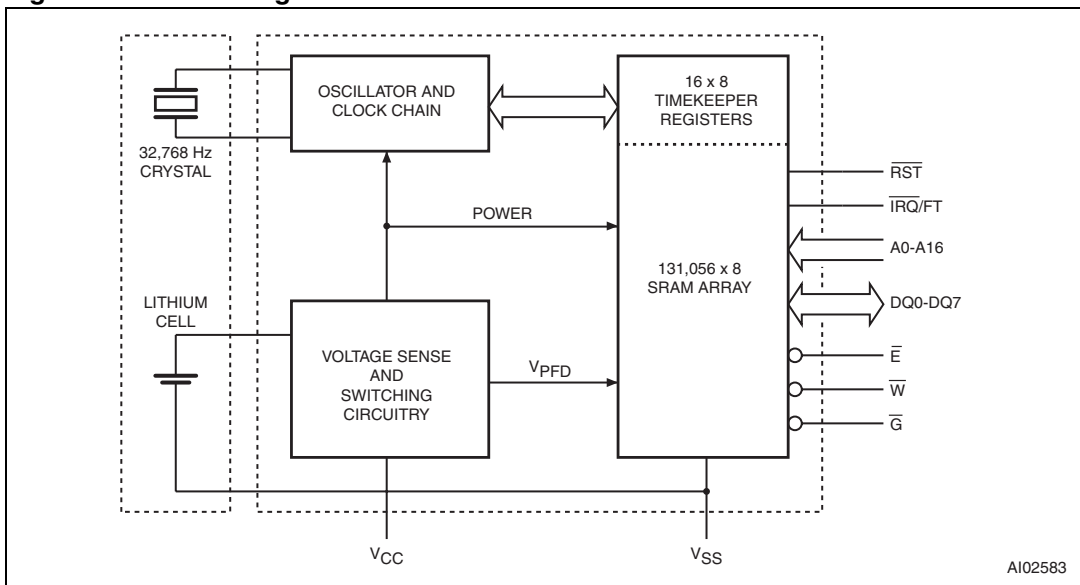 OSCILLATOR AND
CLOCK CHAIN
16 x 8
TIMEKEEPER
REGISTERS
32,768 Hz
CRYSTAL
POWER
131,056 x 8
SRAM ARRAY
RST
IRQ/FT
A0-A16
DQ0-DQ7
E
W
G
LITHIUM
CELL
VOLTAGE SENSE
AND
SWITCHING
CIRCUITRY
VPFD
VCC
VSS
AI02583